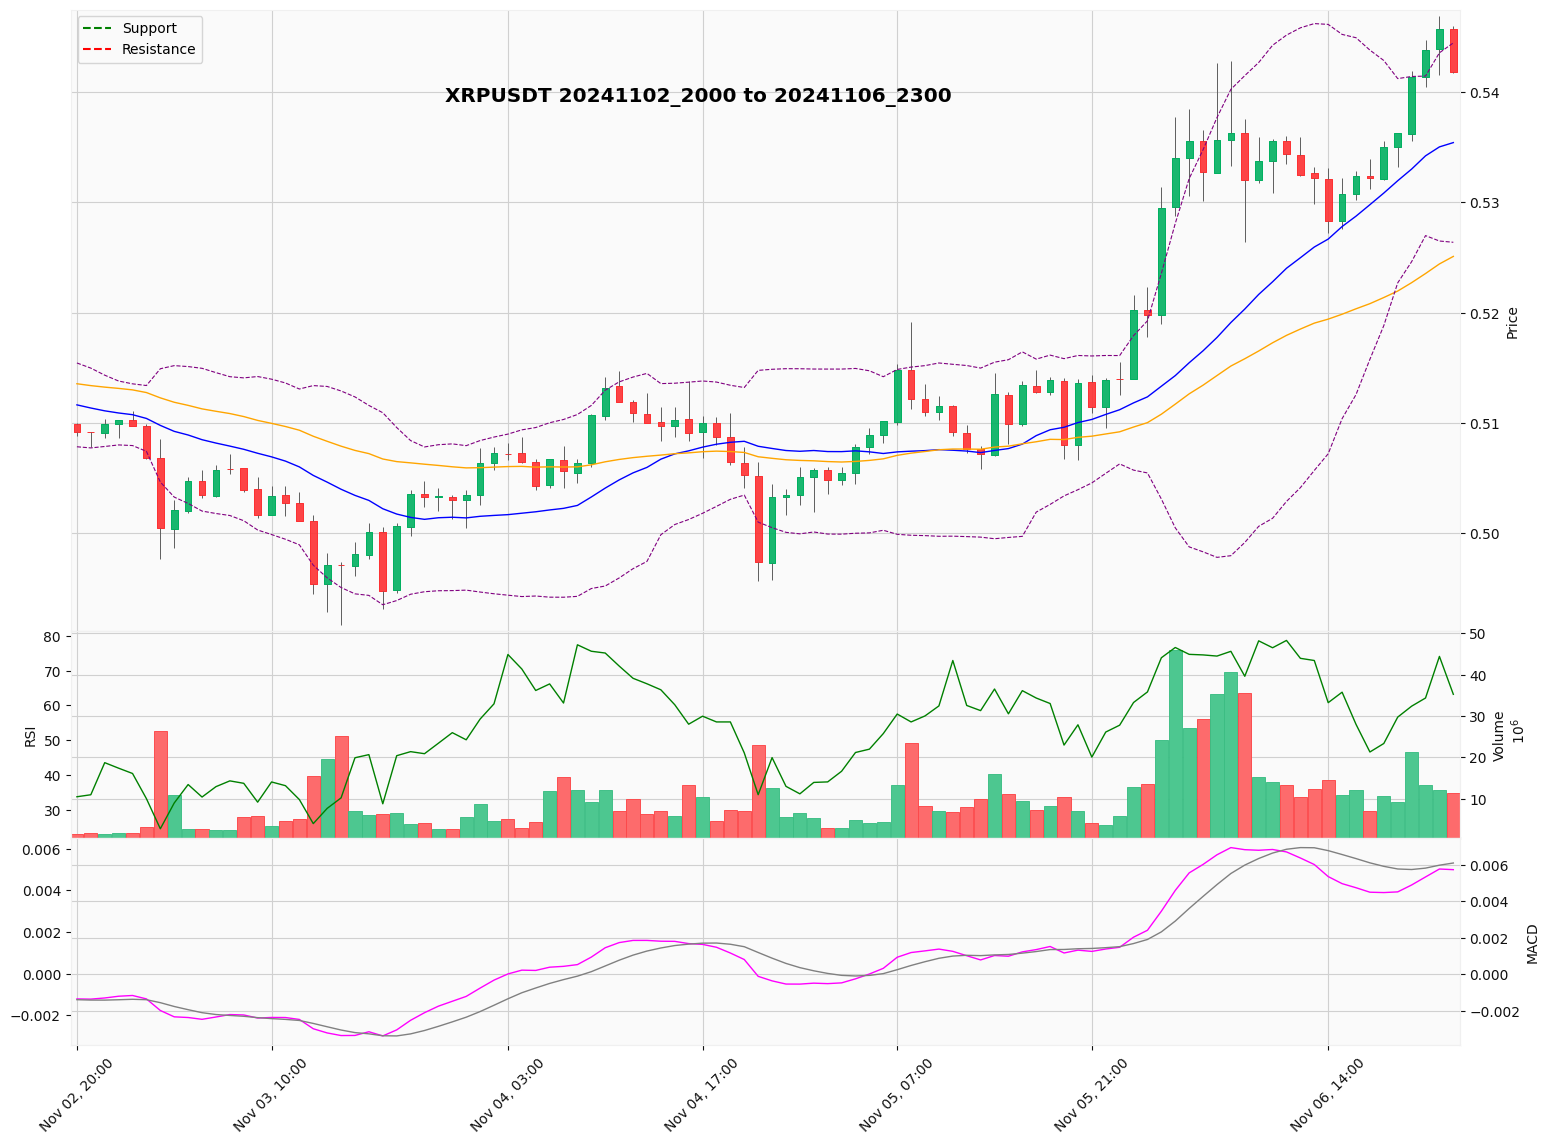 Support
Resistance
XRPUSDT 20241102_2000 to 20241106_2300
0.54
0.53
0.52
0.51
0.50
Price
80
70
60
50
40
30
RSI
50
40
30
20
10
Volume
10^6
0.006
0.004
0.002
0.000
−0.002
0.006
0.004
0.002
0.000
−0.002
MACD
Nov 02, 20:00
Nov 03, 10:00
Nov 04, 03:00
Nov 04, 17:00
Nov 05, 07:00
Nov 05, 21:00
Nov 06, 14:00